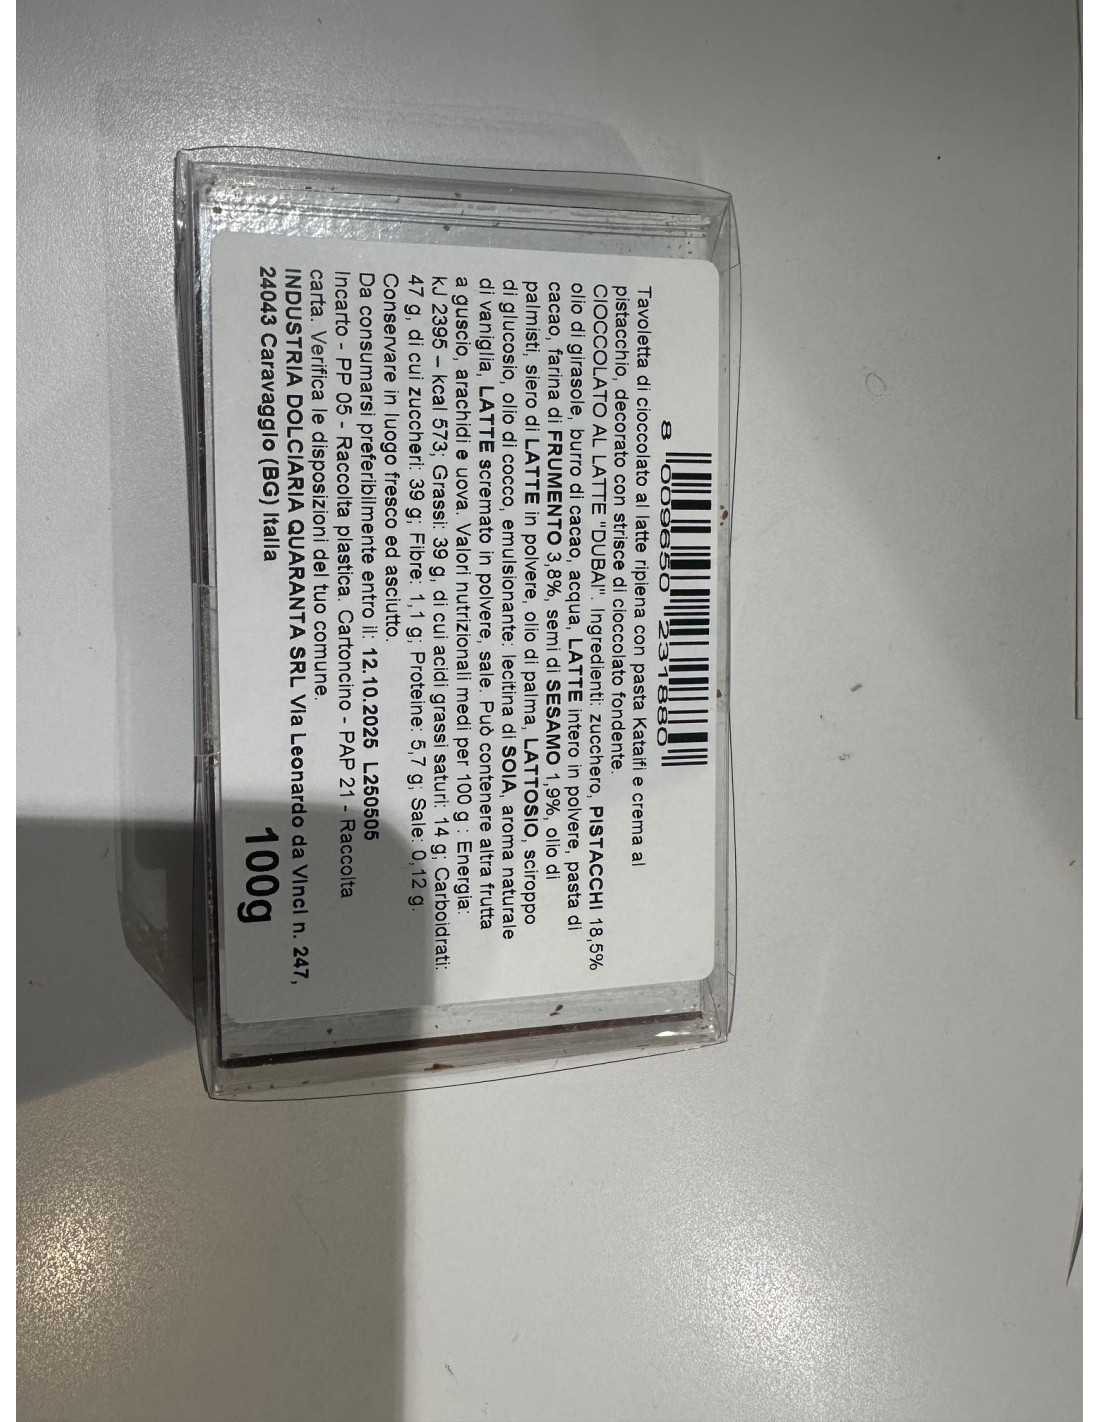 8 009650 231880
Tavoletta di cioccolato al latte ripiena con pasta Kataifi e crema al
pistacchio, decorato con strisce di cioccolato fondente.
CIOCCOLATO AL LATTE "DUBAI". Ingredienti: zucchero, PISTACCHI 18,5%
olio di girasole, burro di cacao, acqua, LATTE intero in polvere, pasta di
cacao, farina di FRUMENTO 3,8%, semi di SESAMO 1,9%, olio di
palmisti, siero di LATTE in polvere, olio di palma, LATTOSIO, sciroppo
di glucosio, olio di cocco, emulsionante: lecitina di SOIA, aroma naturale
di vaniglia, LATTE scremato in polvere, sale. Può contenere altra frutta
a guscio, arachidi e uova. Valori nutrizionali medi per 100 g : Energia:
kJ 2395 – kcal 573; Grassi: 39 g, di cui acidi grassi saturi: 14 g; Carboidrati:
47 g, di cui zuccheri: 39 g; Fibre: 1,1 g; Proteine: 5,7 g; Sale: 0,12 g.
Conservare in luogo fresco ed asciutto.
Da consumarsi preferibilmente entro il: 12.10.2025 L250505
Incarto - PP 05 - Raccolta plastica. Cartoncino - PAP 21 - Raccolta
carta. Verifica le disposizioni del tuo comune.
INDUSTRIA DOLCIARIA QUARANTA SRL Via Leonardo da Vinci n. 247,
24043 Caravaggio (BG) Italia
100g